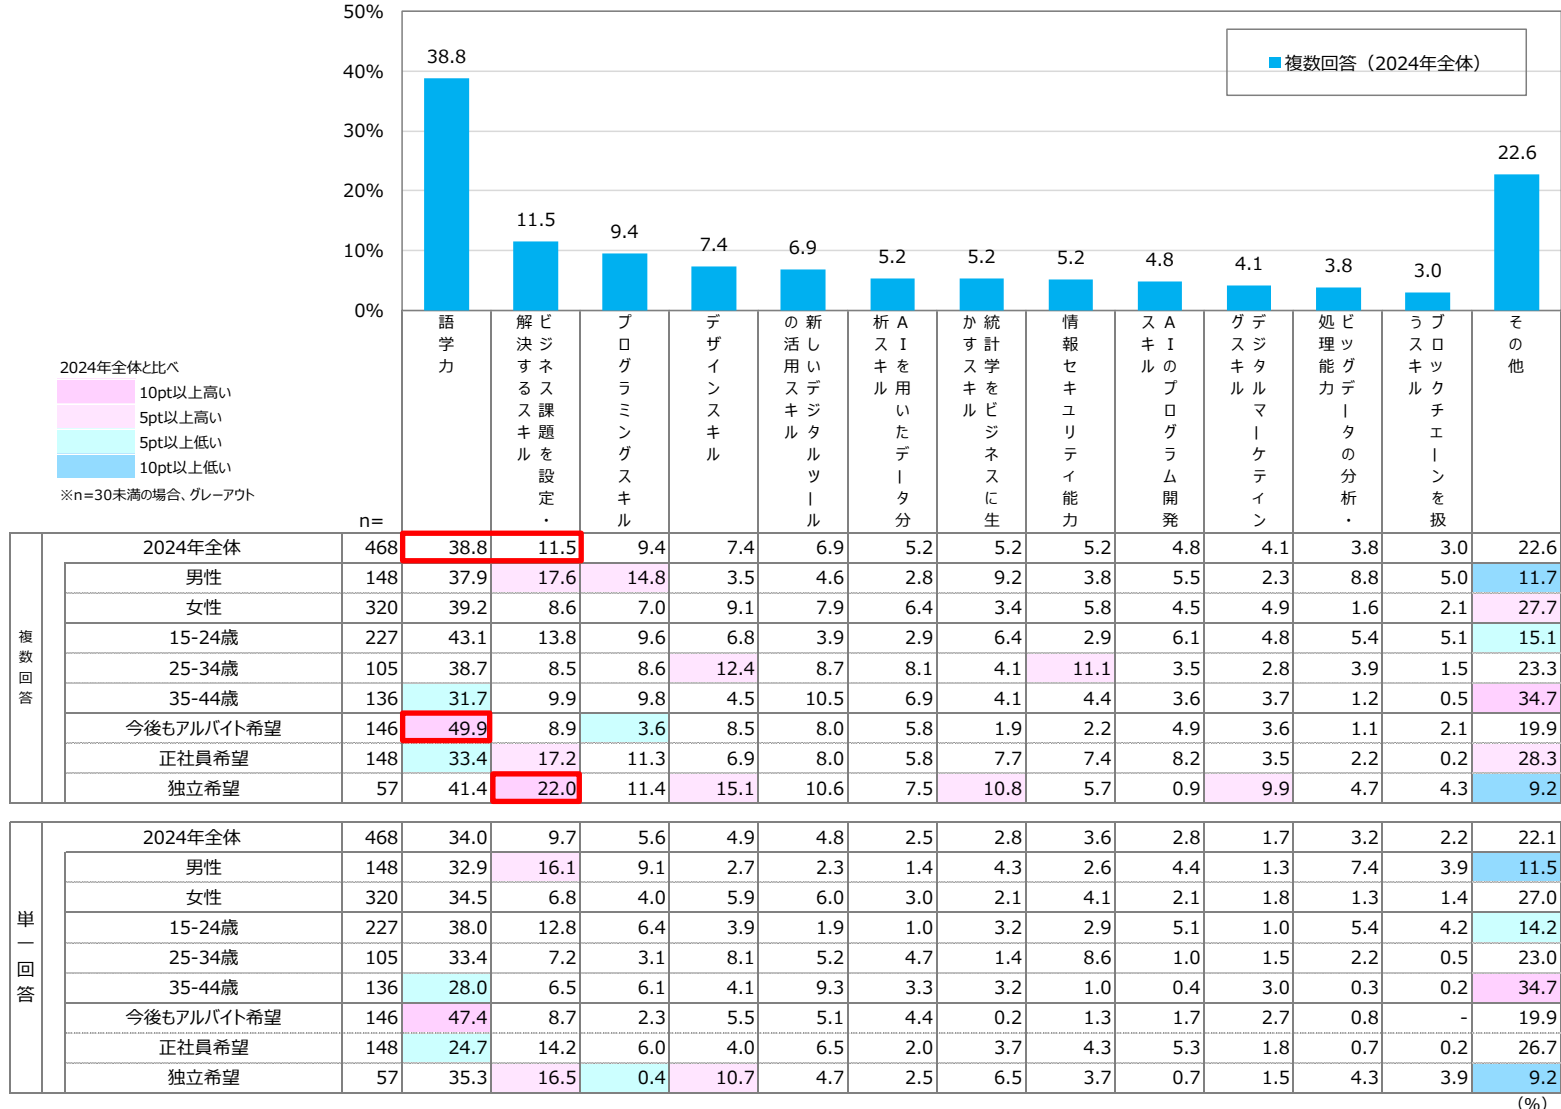 50%
40%
30%
20%
10%
0%
複数回答（2024年全体）
38.8 11.5 9.4 7.4 6.9 5.2 5.2 5.2 4.8 4.1 3.8 3.0 22.6
語学力
ビジネス課題を設定・
解決するスキル
プログラミングスキル
デザインスキル
新しいデジタルツール
の活用スキル
AIを用いたデータ分
析スキル
統計学をビジネスに生
かすスキル
情報セキュリティ能力
AIのプログラム開発
スキル
デジタルマーケティン
グスキル
ビッグデータの分析・
処理能力
ブロックチェーンを扱
うスキル
その他
2024年全体と比べ
10pt以上高い
5pt以上高い
5pt以上低い
10pt以上低い
※n=30未満の場合、グレーアウト
n=
複数回答
2024年全体 468 38.8 11.5 9.4 7.4 6.9 5.2 5.2 5.2 4.8 4.1 3.8 3.0 22.6
男性 148 37.9 17.6 14.8 3.5 4.6 2.8 9.2 3.8 5.5 2.3 8.8 5.0 11.7
女性 320 39.2 8.6 7.0 9.1 7.9 6.4 3.4 5.8 4.5 4.9 1.6 2.1 27.7
15-24歳 227 43.1 13.8 9.6 6.8 3.9 2.9 6.4 2.9 6.1 4.8 5.4 5.1 15.1
25-34歳 105 38.7 8.5 8.6 12.4 8.7 8.1 4.1 11.1 3.5 2.8 3.9 1.5 23.3
35-44歳 136 31.7 9.9 9.8 4.5 10.5 6.9 4.1 4.4 3.6 3.7 1.2 0.5 34.7
今後もアルバイト希望 146 49.9 8.9 3.6 8.5 8.0 5.8 1.9 2.2 4.9 3.6 1.1 2.1 19.9
正社員希望 148 33.4 17.2 11.3 6.9 8.0 5.8 7.7 7.4 8.2 3.5 2.2 0.2 28.3
独立希望 57 41.4 22.0 11.4 15.1 10.6 7.5 10.8 5.7 0.9 9.9 4.7 4.3 9.2
単一回答
2024年全体 468 34.0 9.7 5.6 4.9 4.8 2.5 2.8 3.6 2.8 1.7 3.2 2.2 22.1
男性 148 32.9 16.1 9.1 2.7 2.3 1.4 4.3 2.6 4.4 1.3 7.4 3.9 11.5
女性 320 34.5 6.8 4.0 5.9 6.0 3.0 2.1 4.1 2.1 1.8 1.3 1.4 27.0
15-24歳 227 38.0 12.8 6.4 3.9 1.9 1.0 3.2 2.9 5.1 1.0 5.4 4.2 14.2
25-34歳 105 33.4 7.2 3.1 8.1 5.2 4.7 1.4 8.6 1.0 1.5 2.2 0.5 23.0
35-44歳 136 28.0 6.5 6.1 4.1 9.3 3.3 3.2 1.0 0.4 3.0 0.3 0.2 34.7
今後もアルバイト希望 146 47.4 8.7 2.3 5.5 5.1 4.4 0.2 1.3 1.7 2.7 0.8 - 19.9
正社員希望 148 24.7 14.2 6.0 4.0 6.5 2.0 3.7 4.3 5.3 1.8 0.7 0.2 26.7
独立希望 57 35.3 16.5 0.4 10.7 4.7 2.5 6.5 3.7 0.7 1.5 4.3 3.9 9.2
(%)